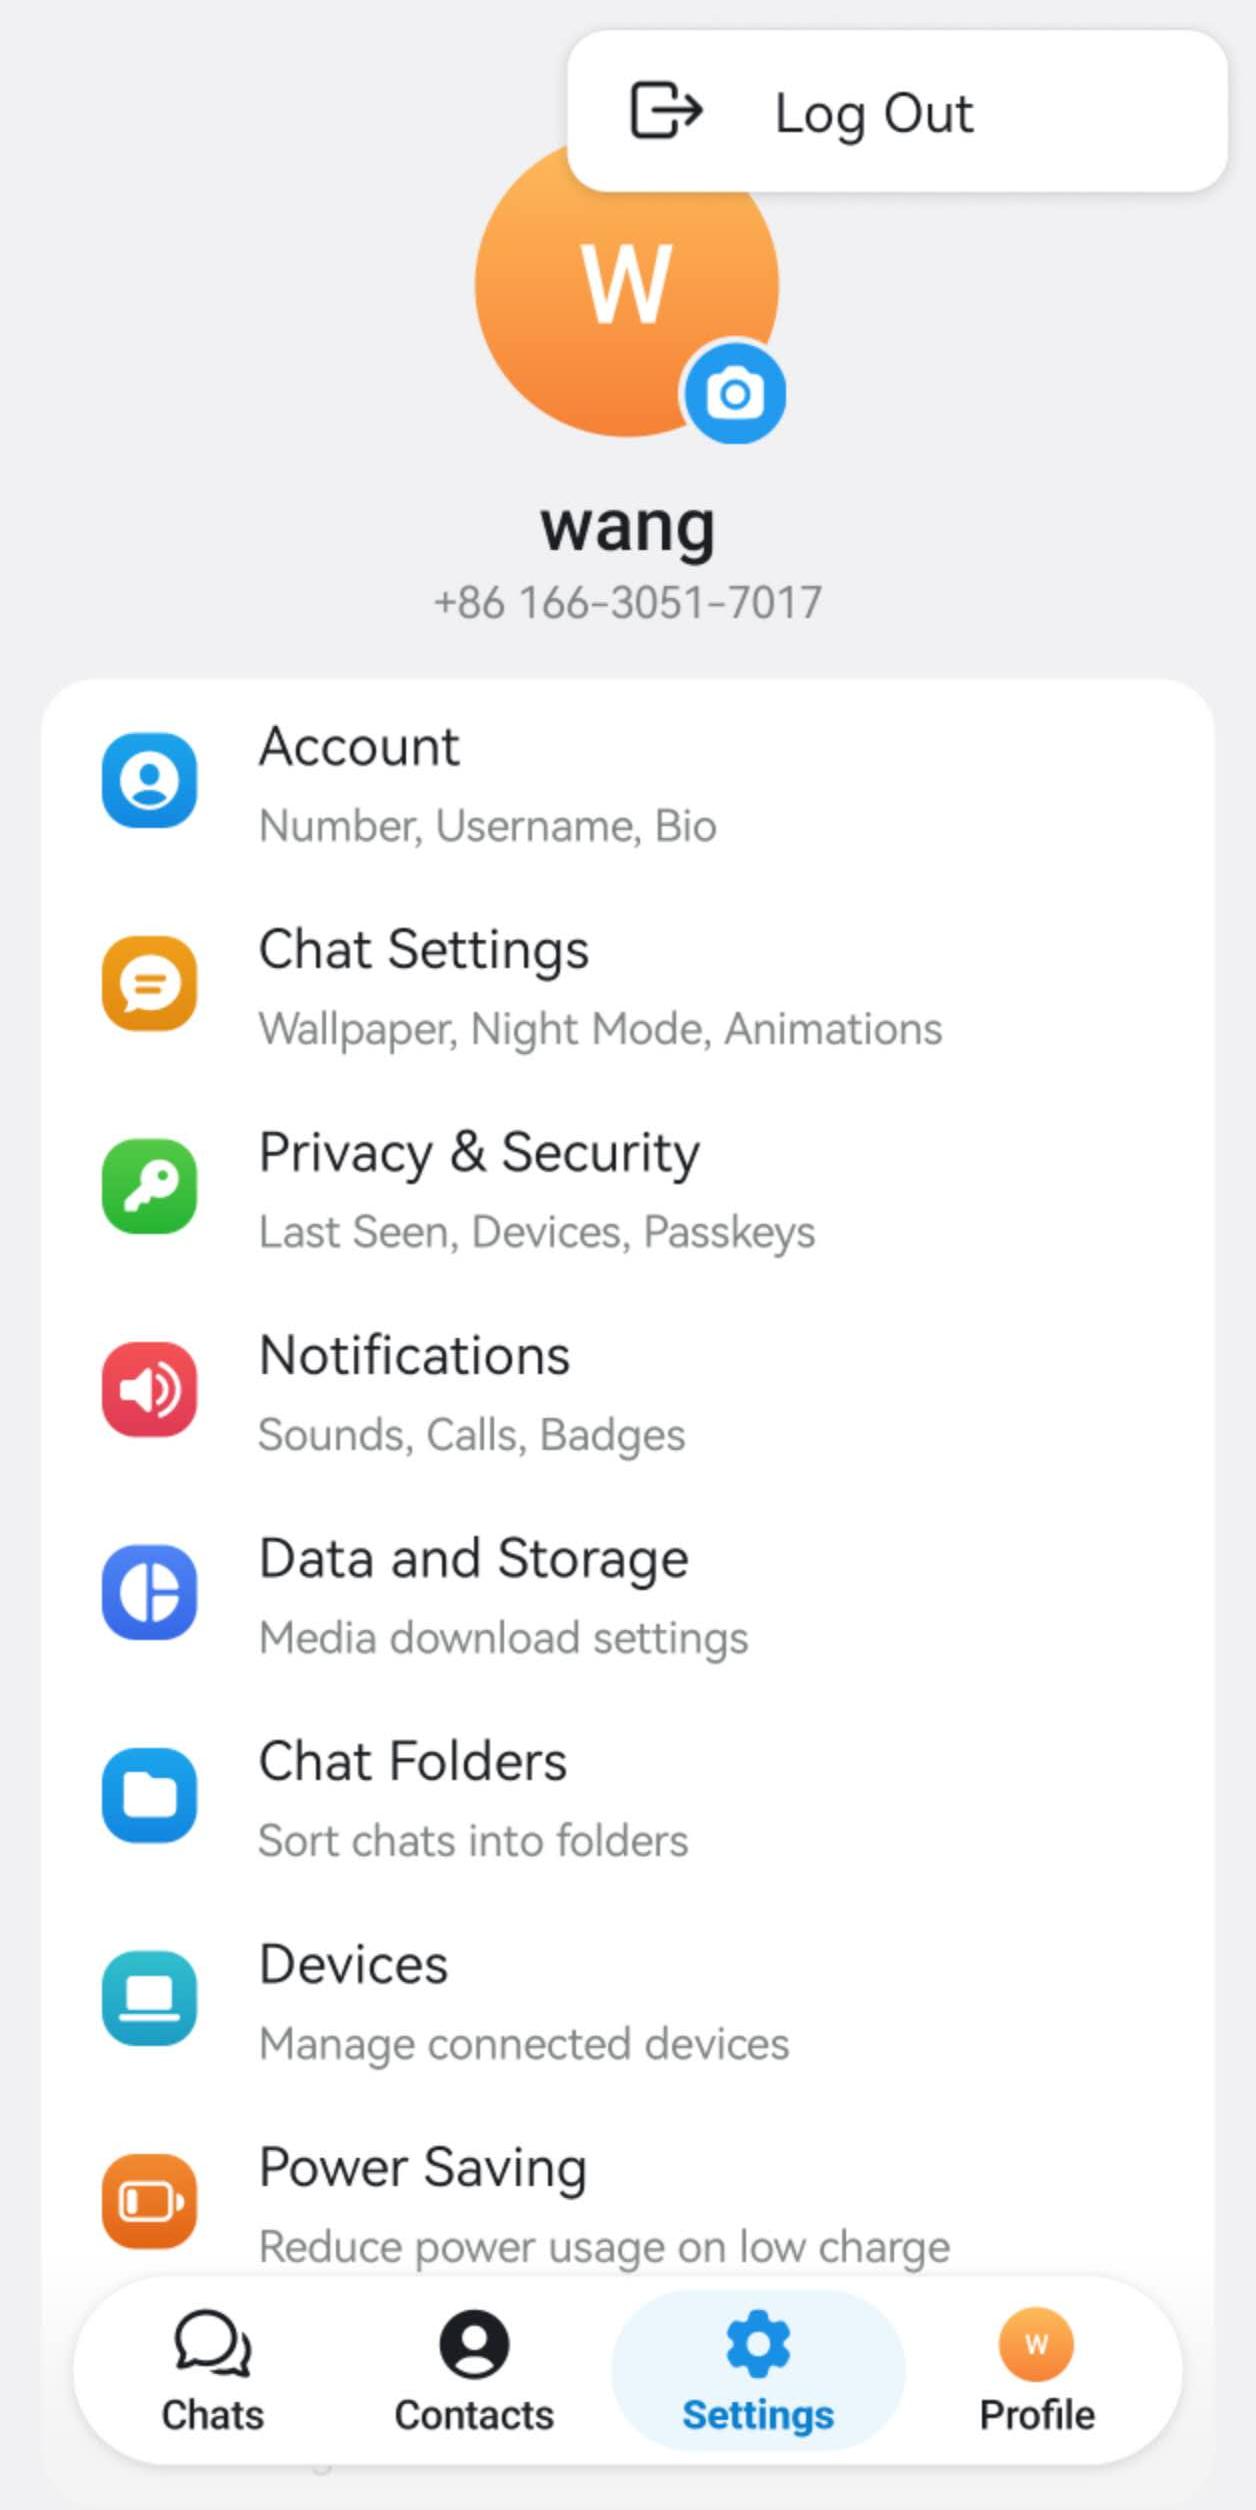 Log Out
W
wang
+86 166-3051-7017
Account
Number, Username, Bio
Chat Settings
Wallpaper, Night Mode, Animations
Privacy & Security
Last Seen, Devices, Passkeys
Notifications
Sounds, Calls, Badges
Data and Storage
Media download settings
Chat Folders
Sort chats into folders
Devices
Manage connected devices
Power Saving
Reduce power usage on low charge
W
Chats Contacts Settings Profile